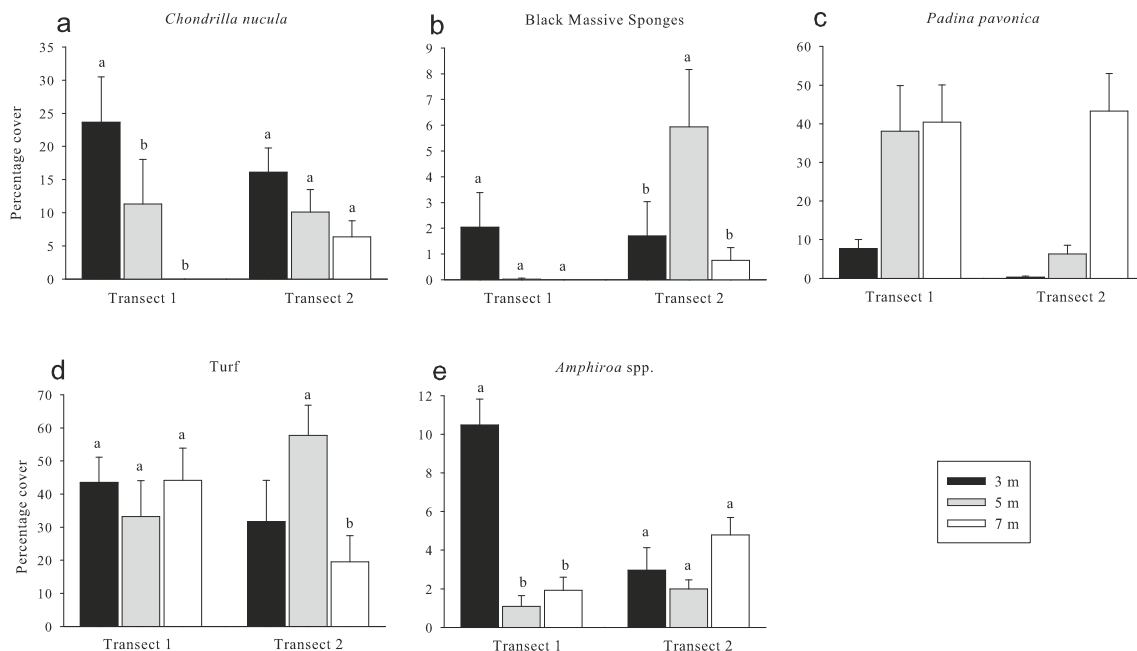 a
Chondrilla nucula
35
30
25
20
15
10
5
0
Percentage cover
a
b
b
a
a
a
Transect 1
Transect 2
b
Black Massive Sponges
9
8
7
6
5
4
3
2
1
0
a
a
a
b
a
b
Transect 1
Transect 2
c
Padina pavonica
60
50
40
30
20
10
0
Transect 1
Transect 2
d
Turf
70
60
50
40
30
20
10
0
Percentage cover
a
a
a
a
b
Transect 1
Transect 2
e
Amphiroa spp.
12
10
8
6
4
2
0
a
b
b
a
a
a
Transect 1
Transect 2
3 m
5 m
7 m